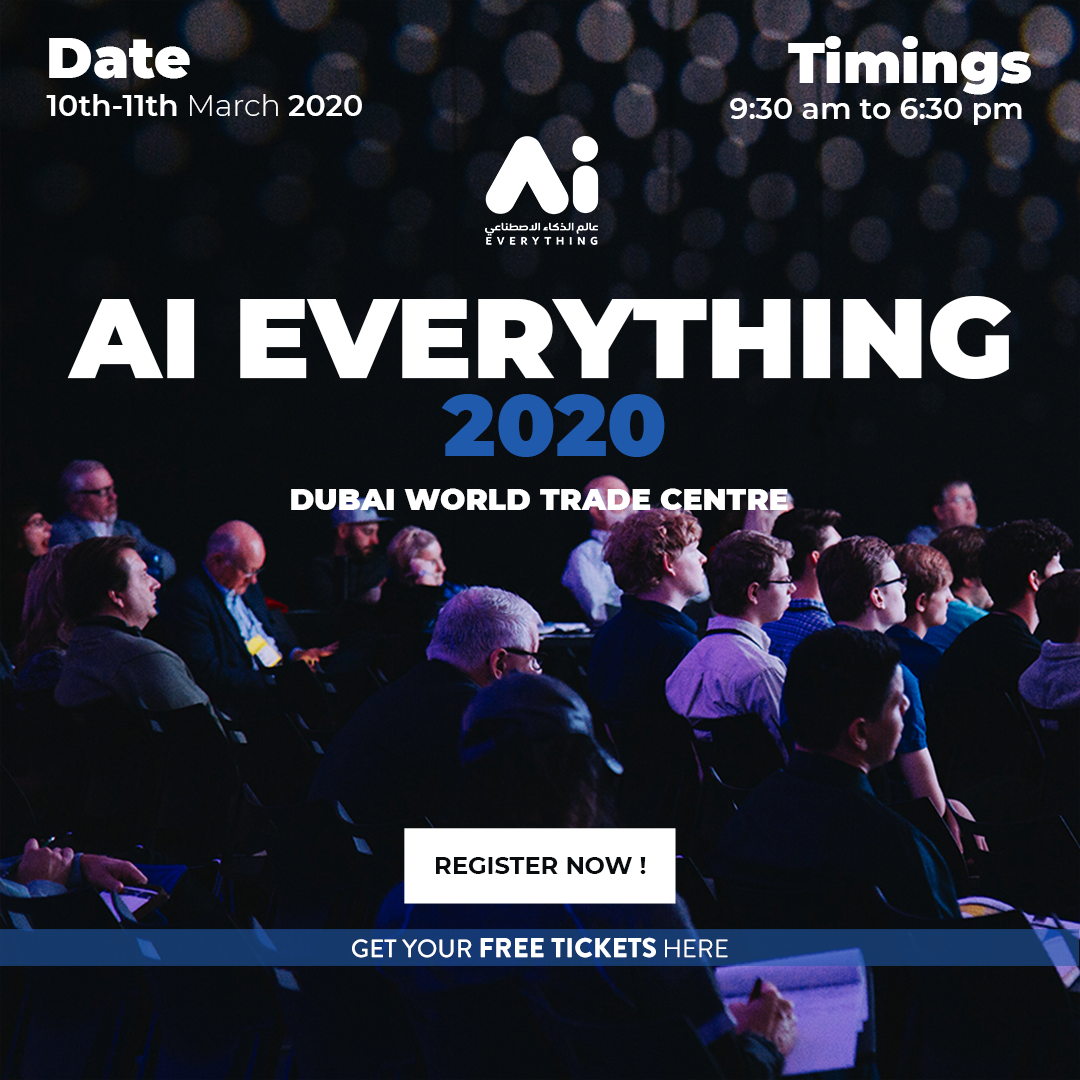 Date
10th-11th March 2020
Timings
9:30 am to 6:30 pm
Ai
عالم الذكاء الاصطناعي
EVERYTHING
AI EVERYTHING
2020
DUBAI WORLD TRADE CENTRE
REGISTER NOW !
GET YOUR FREE TICKETS HERE